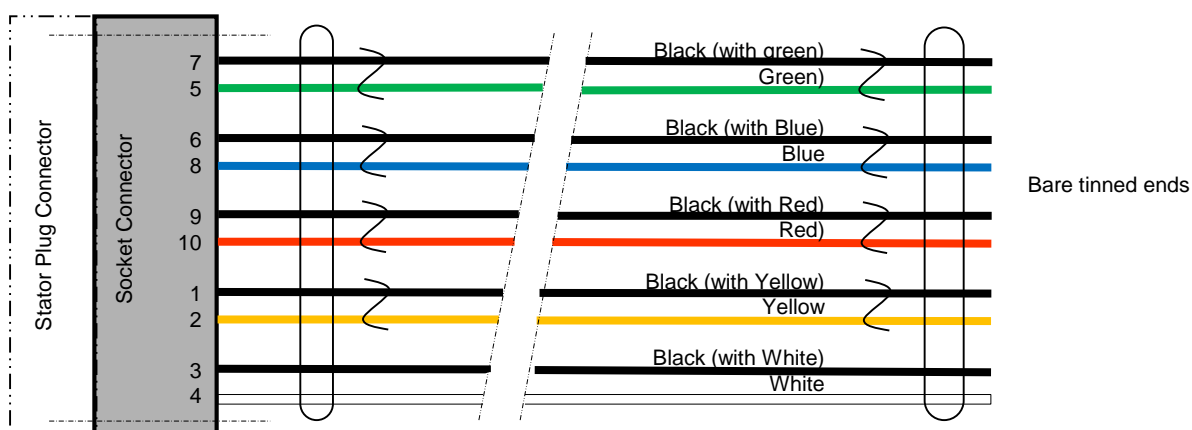 Stator Plug Connector
Socket Connector
7 Black (with green)
5 Green)
6 Black (with Blue)
8 Blue
9 Black (with Red)
10 Red)
1 Black (with Yellow)
2 Yellow
3 Black (with White)
4 White
Bare tinned ends